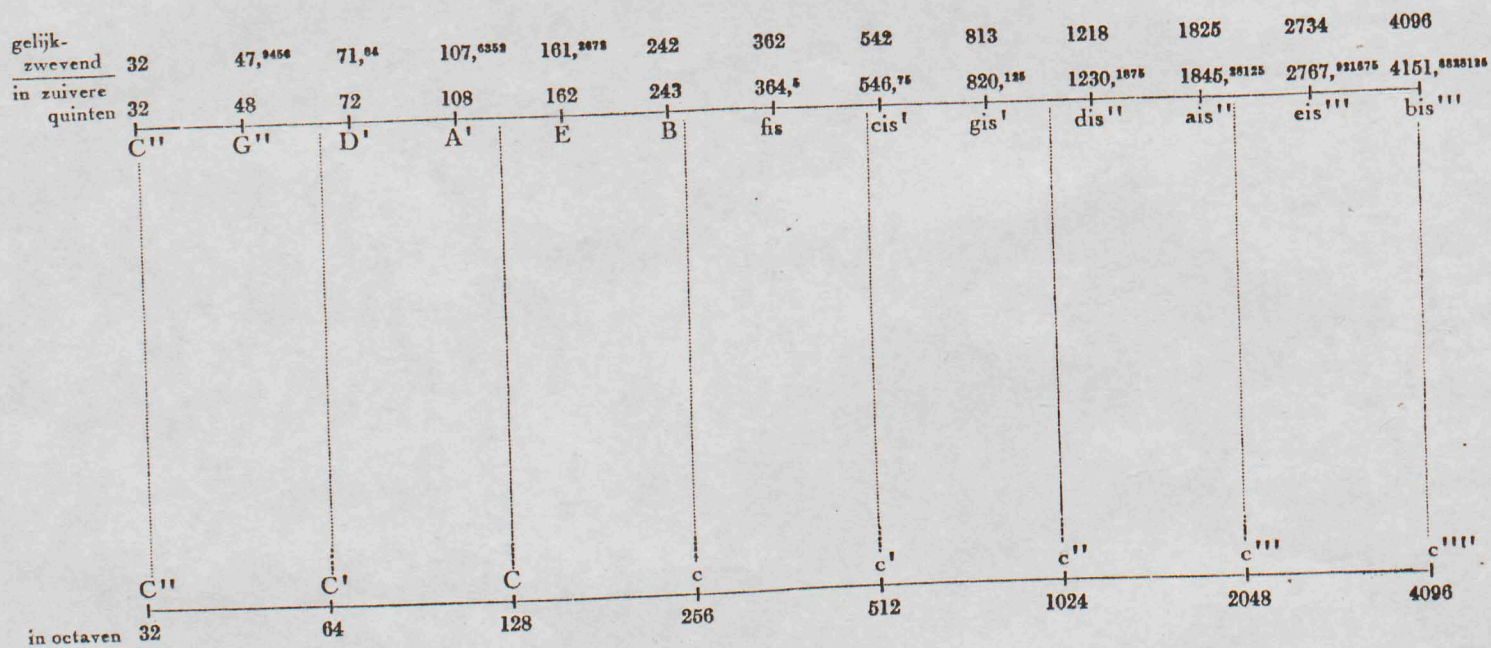 gelijk-
zwevend 32 47,9456 71,84 107,6352 161,2672 242 362 542 813 1218 1825 2734 4096
in zuivere
quinten 32 48 72 108 162 243 364,5 546,75 820,125 1230,1875 1845,28125 2767,921875 4151,8828125
C'' G'' D' A' E B fis cis' gis' dis'' ais'' eis''' bis'''
C'' C' C c c' c'' c''' c''''
in octaven 32 64 128 256 512 1024 2048 4096